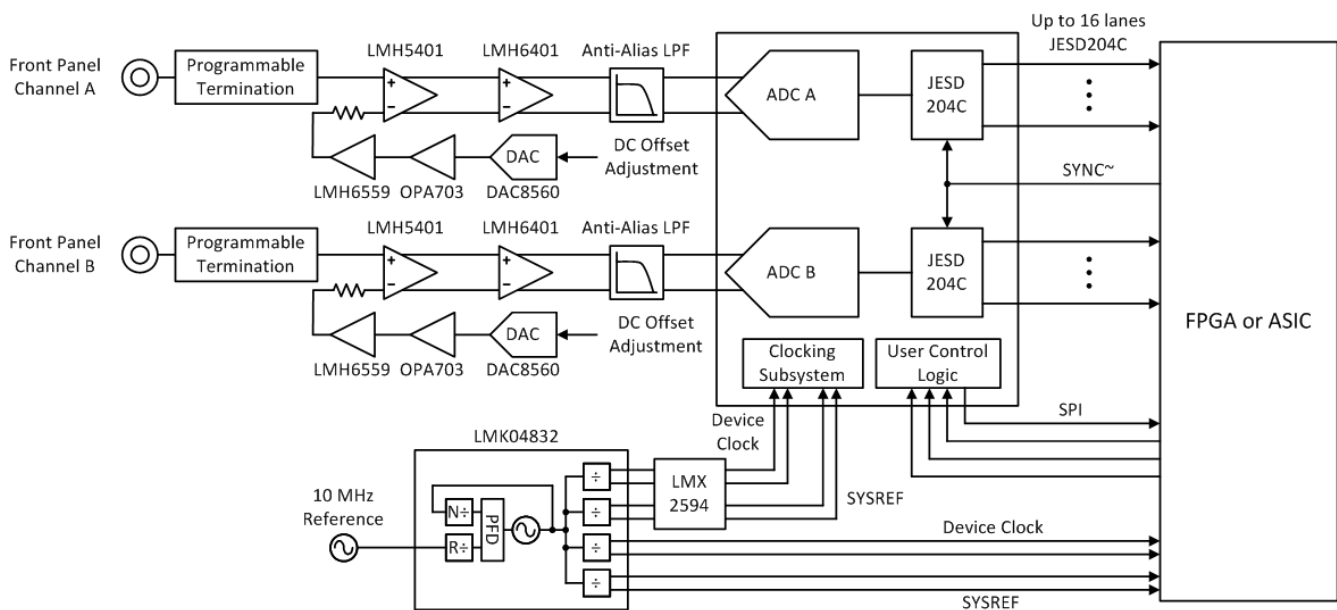 Up to 16 lanes
JESD204C
LMH5401
LMH6401
Anti-Alias LPF
Front Panel
Channel A
Programmable
Termination
+
−
ADC A
JESD
204C
DAC
DC Offset
Adjustment
LMH6559
OPA703
DAC8560
SYNC~
LMH5401
LMH6401
Anti-Alias LPF
Front Panel
Channel B
Programmable
Termination
+
−
ADC B
JESD
204C
FPGA or ASIC
DAC
DC Offset
Adjustment
LMH6559
OPA703
DAC8560
Clocking
Subsystem
User Control
Logic
SPI
Device
Clock
LMK04832
10 MHz
Reference
N÷
R÷
PFD
÷
÷
÷
÷
LMX
2594
SYSREF
Device Clock
SYSREF